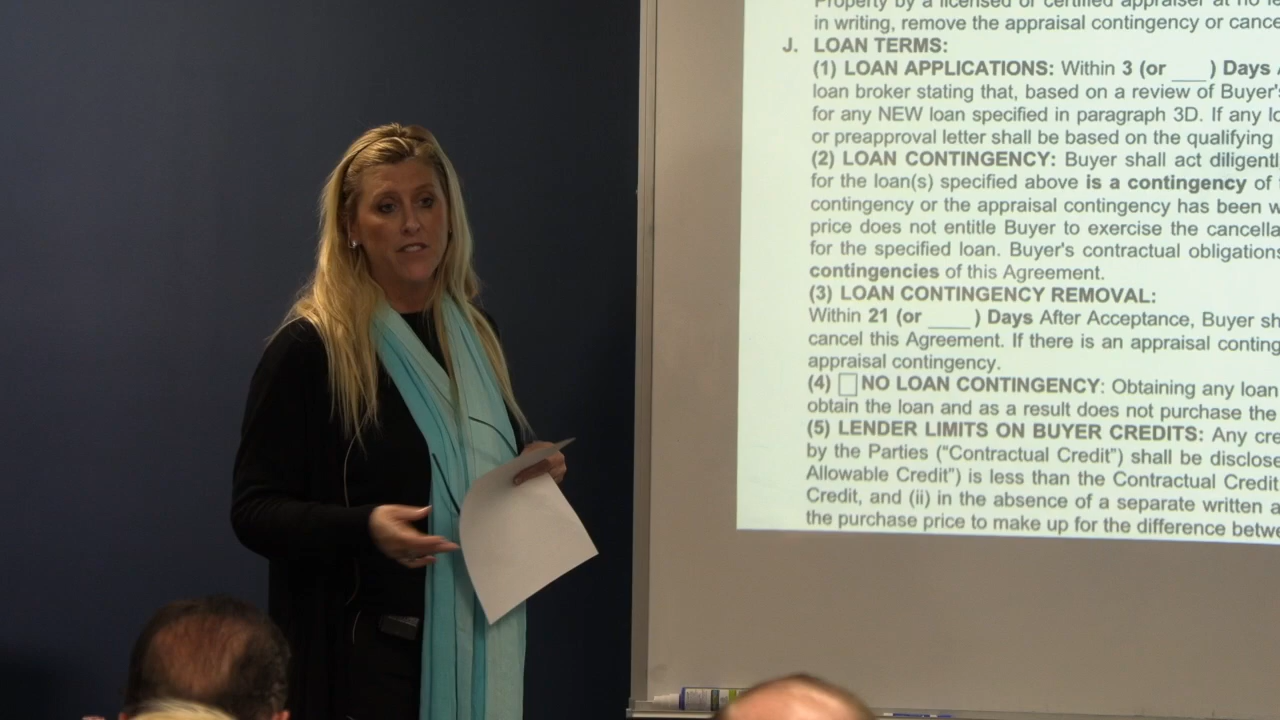 Property by a licensed or certified appraiser at no
in writing, remove the appraisal contingency or
J. LOAN TERMS:
(1) LOAN APPLICATIONS: Within 3 (or ____ ) Days
loan broker stating that, based on a review of Buyer's
for any NEW loan specified in paragraph 3D. If any
or preapproval letter shall be based on the qualifying
(2) LOAN CONTINGENCY: Buyer shall act
for the loan(s) specified above is a contingency of
contingency or the appraisal contingency has been
price does not entitle Buyer to exercise the
for the specified loan. Buyer's contractual obligations
contingencies of this Agreement.
(3) LOAN CONTINGENCY REMOVAL:
Within 21 (or ____ ) Days After Acceptance, Buyer
cancel this Agreement. If there is an appraisal
appraisal contingency.
(4) ☐ NO LOAN CONTINGENCY: Obtaining any loan
obtain the loan and as a result does not purchase the
(5) LENDER LIMITS ON BUYER CREDITS: Any
by the Parties ("Contractual Credit") shall be
Allowable Credit") is less than the Contractual Credit
Credit, and (ii) in the absence of a separate written
the purchase price to make up for the difference